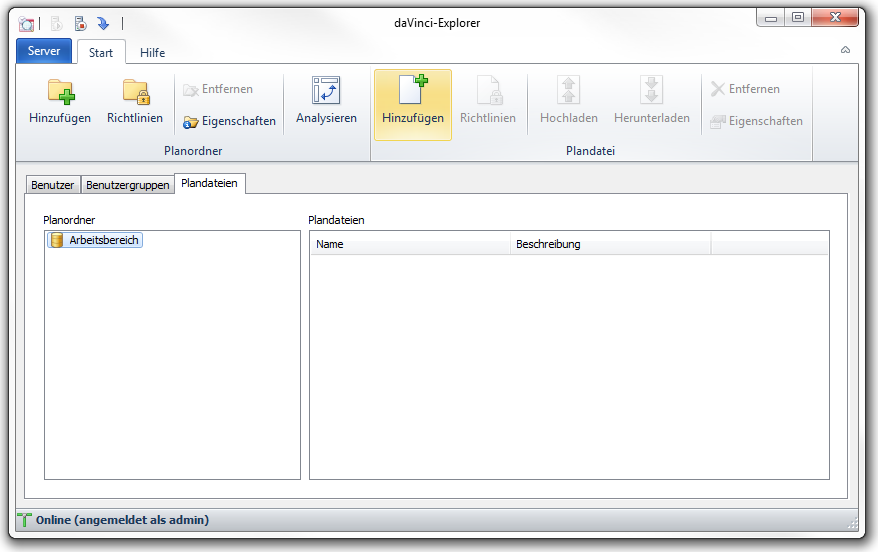 daVinci-Explorer
Server Start Hilfe
Hinzufügen Richtlinien Entfernen Eigenschaften Analysieren
Planordner
Hinzufügen Richtlinien Hochladen Herunterladen Entfernen Eigenschaften
Plandatei
Benutzer Benutzergruppen Plandateien
Planordner
Arbeitsbereich
Plandateien
Name Beschreibung
Online (angemeldet als admin)